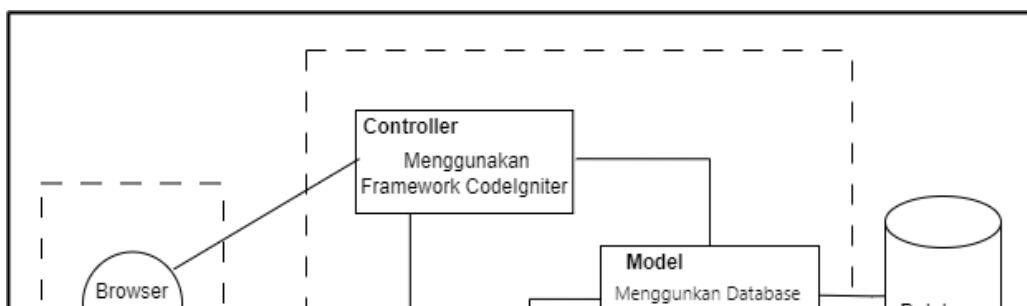 Controller
Menggunakan
Framework CodeIgniter
Browser
Model
Menggunkan Database